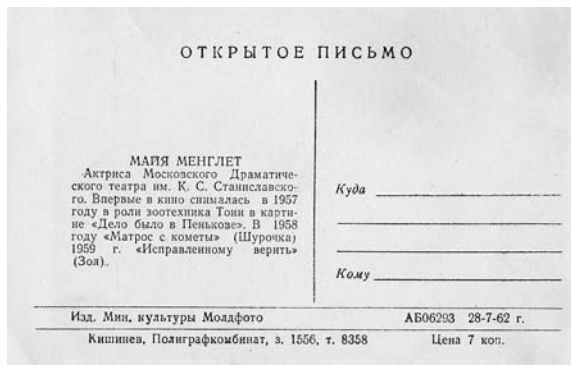 ОТКРЫТОЕ ПИСЬМО
МАЙЯ МЕНГЛЕТ
Актриса Московского Драматиче-
ского театра им. К. С. Станиславско-
го. Впервые в кино снималась в 1957
году в роли зоотехника Тони в карти-
не «Дело было в Пенькове». В 1958
году «Матрос с кометы» (Шурочка)
1959 г. «Исправленному верить»
(Зоя)..
Куда
Кому
Изд. Мин. культуры Молдфото
АБ06293 28-7-62 г.
Кишинев, Полиграфкомбинат, з. 1556, т. 8358
Цена 7 коп.